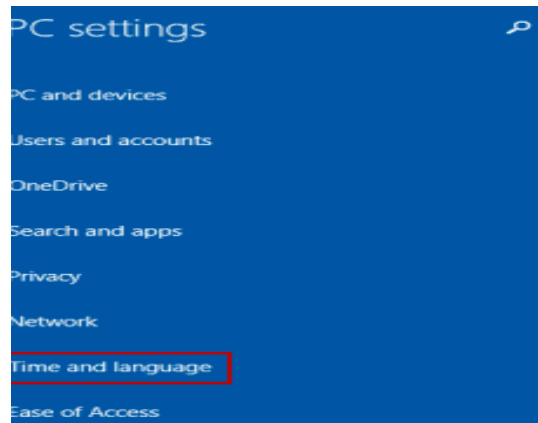 PC settings
PC and devices
Users and accounts
OneDrive
Search and apps
Privacy
Network
Time and language
Ease of Access